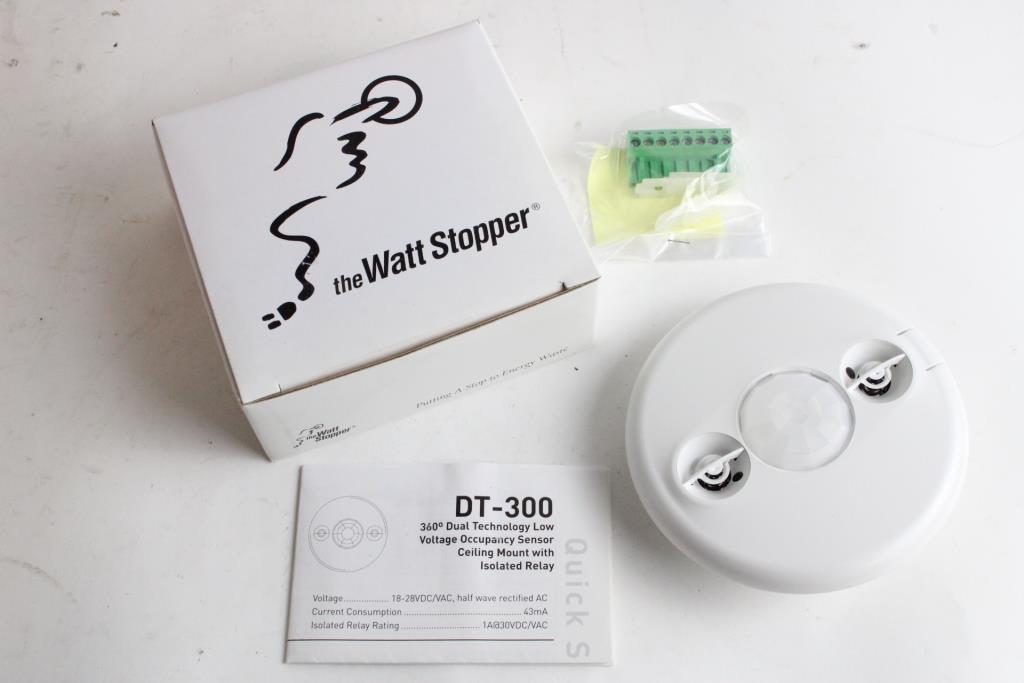 the Watt Stopper®
Putting A Stop to Energy Waste
the Watt
Stopper®
DT-300
360º Dual Technology Low
Voltage Occupancy Sensor
Ceiling Mount with
Isolated Relay
Quick S
Voltage.................. 18-28VDC/VAC, half wave rectified AC
Current Consumption .............................................. 43mA
Isolated Relay Rating ............................... 1A@30VDC/VAC